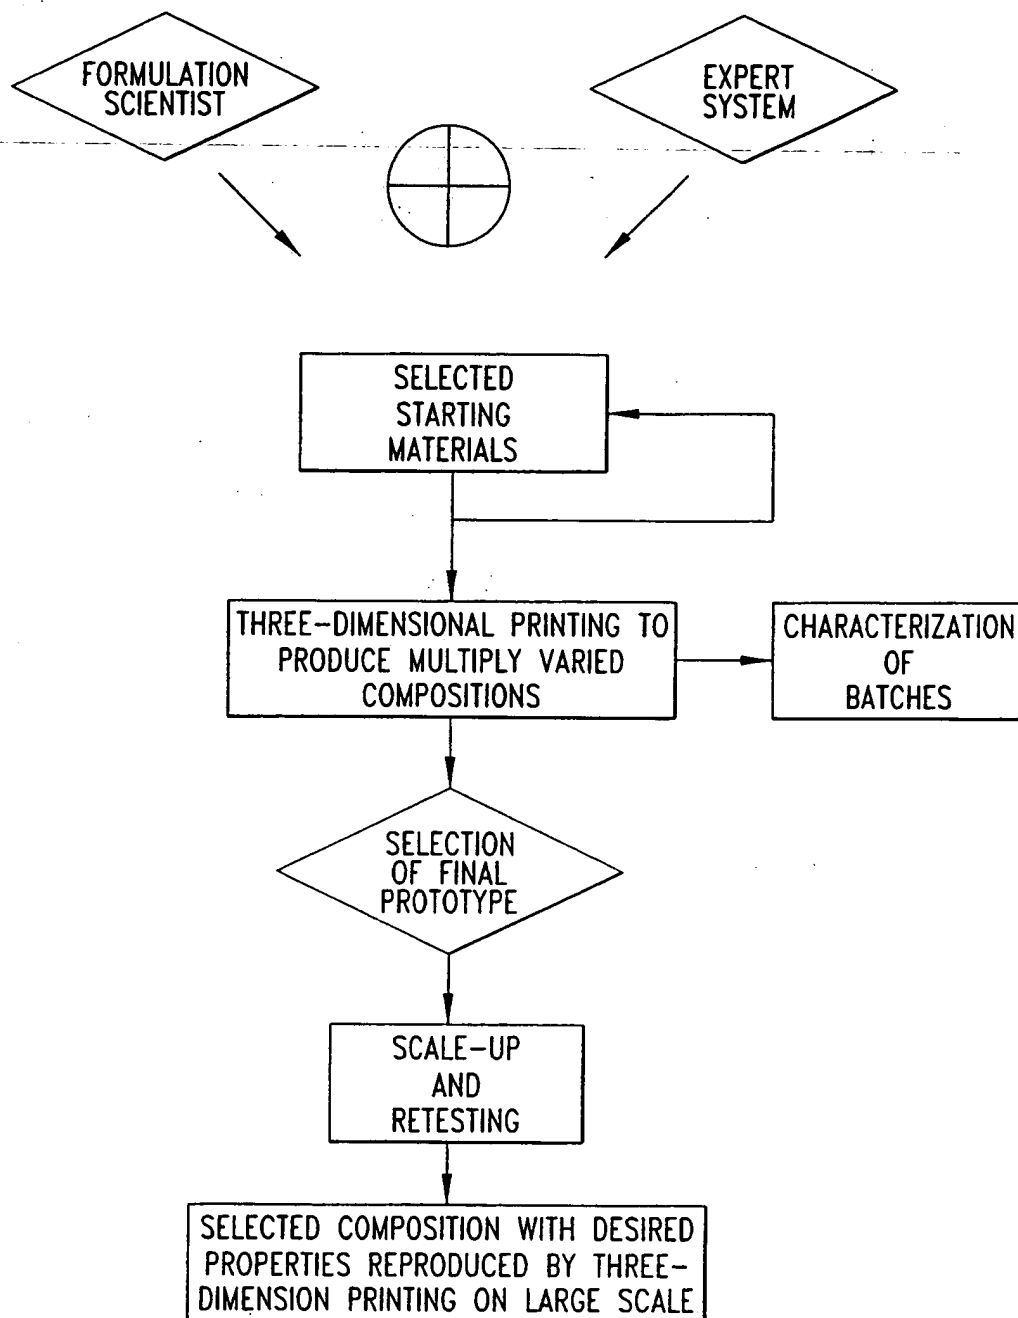 FORMULATION
SCIENTIST
EXPERT
SYSTEM
SELECTED
STARTING
MATERIALS
THREE-DIMENSIONAL PRINTING TO
PRODUCE MULTIPLY VARIED
COMPOSITIONS
CHARACTERIZATION
OF
BATCHES
SELECTION
OF FINAL
PROTOTYPE
SCALE-UP
AND
RETESTING
SELECTED COMPOSITION WITH DESIRED
PROPERTIES REPRODUCED BY THREE-
DIMENSION PRINTING ON LARGE SCALE